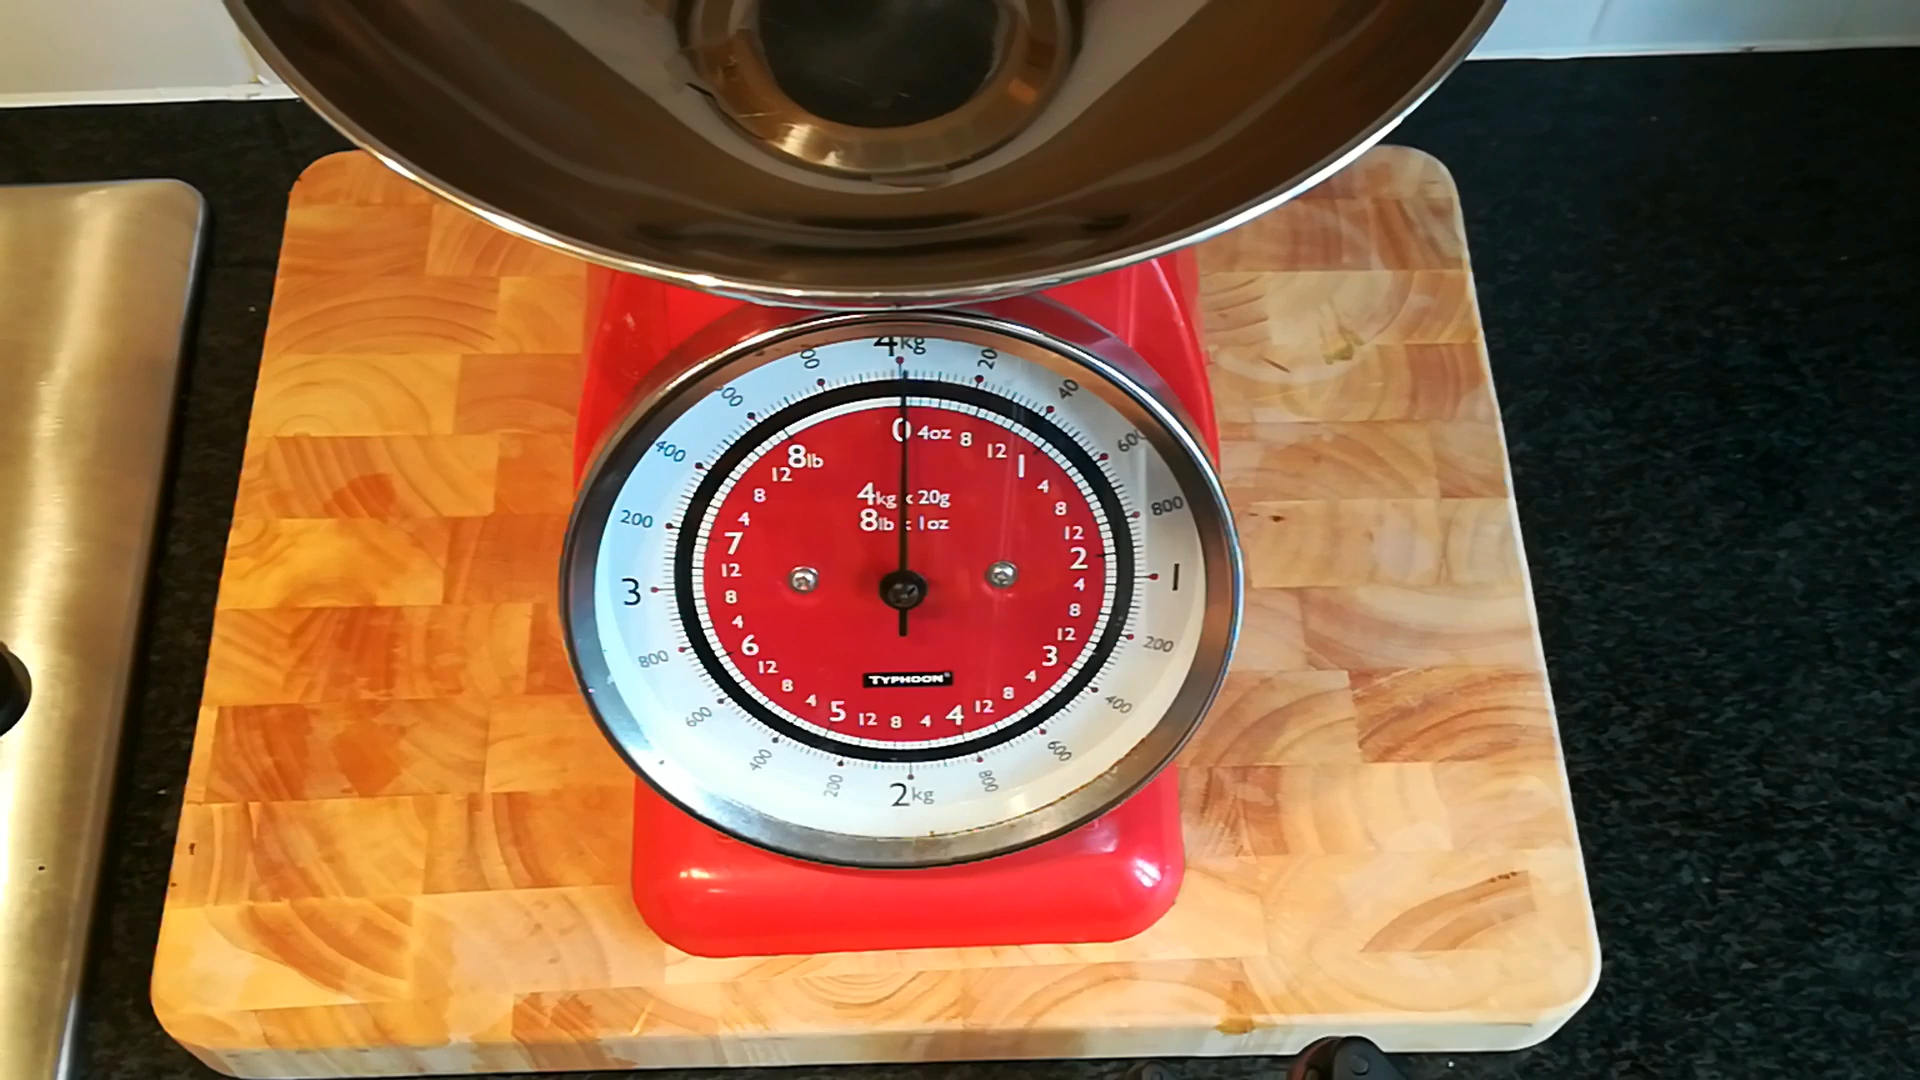 4kg
20
40
600
800
1
200
400
600
800
2kg
200
400
600
800
3
200
400
00
00
0 4oz 8 12
1 4 8 12
2 4 8 12
3 4 8 12
4 4 8 12
5 4 8 12
6 4 8 12
7 4 8 12
8lb
4kg x 20g
8lb x 1oz
TYPHOON®